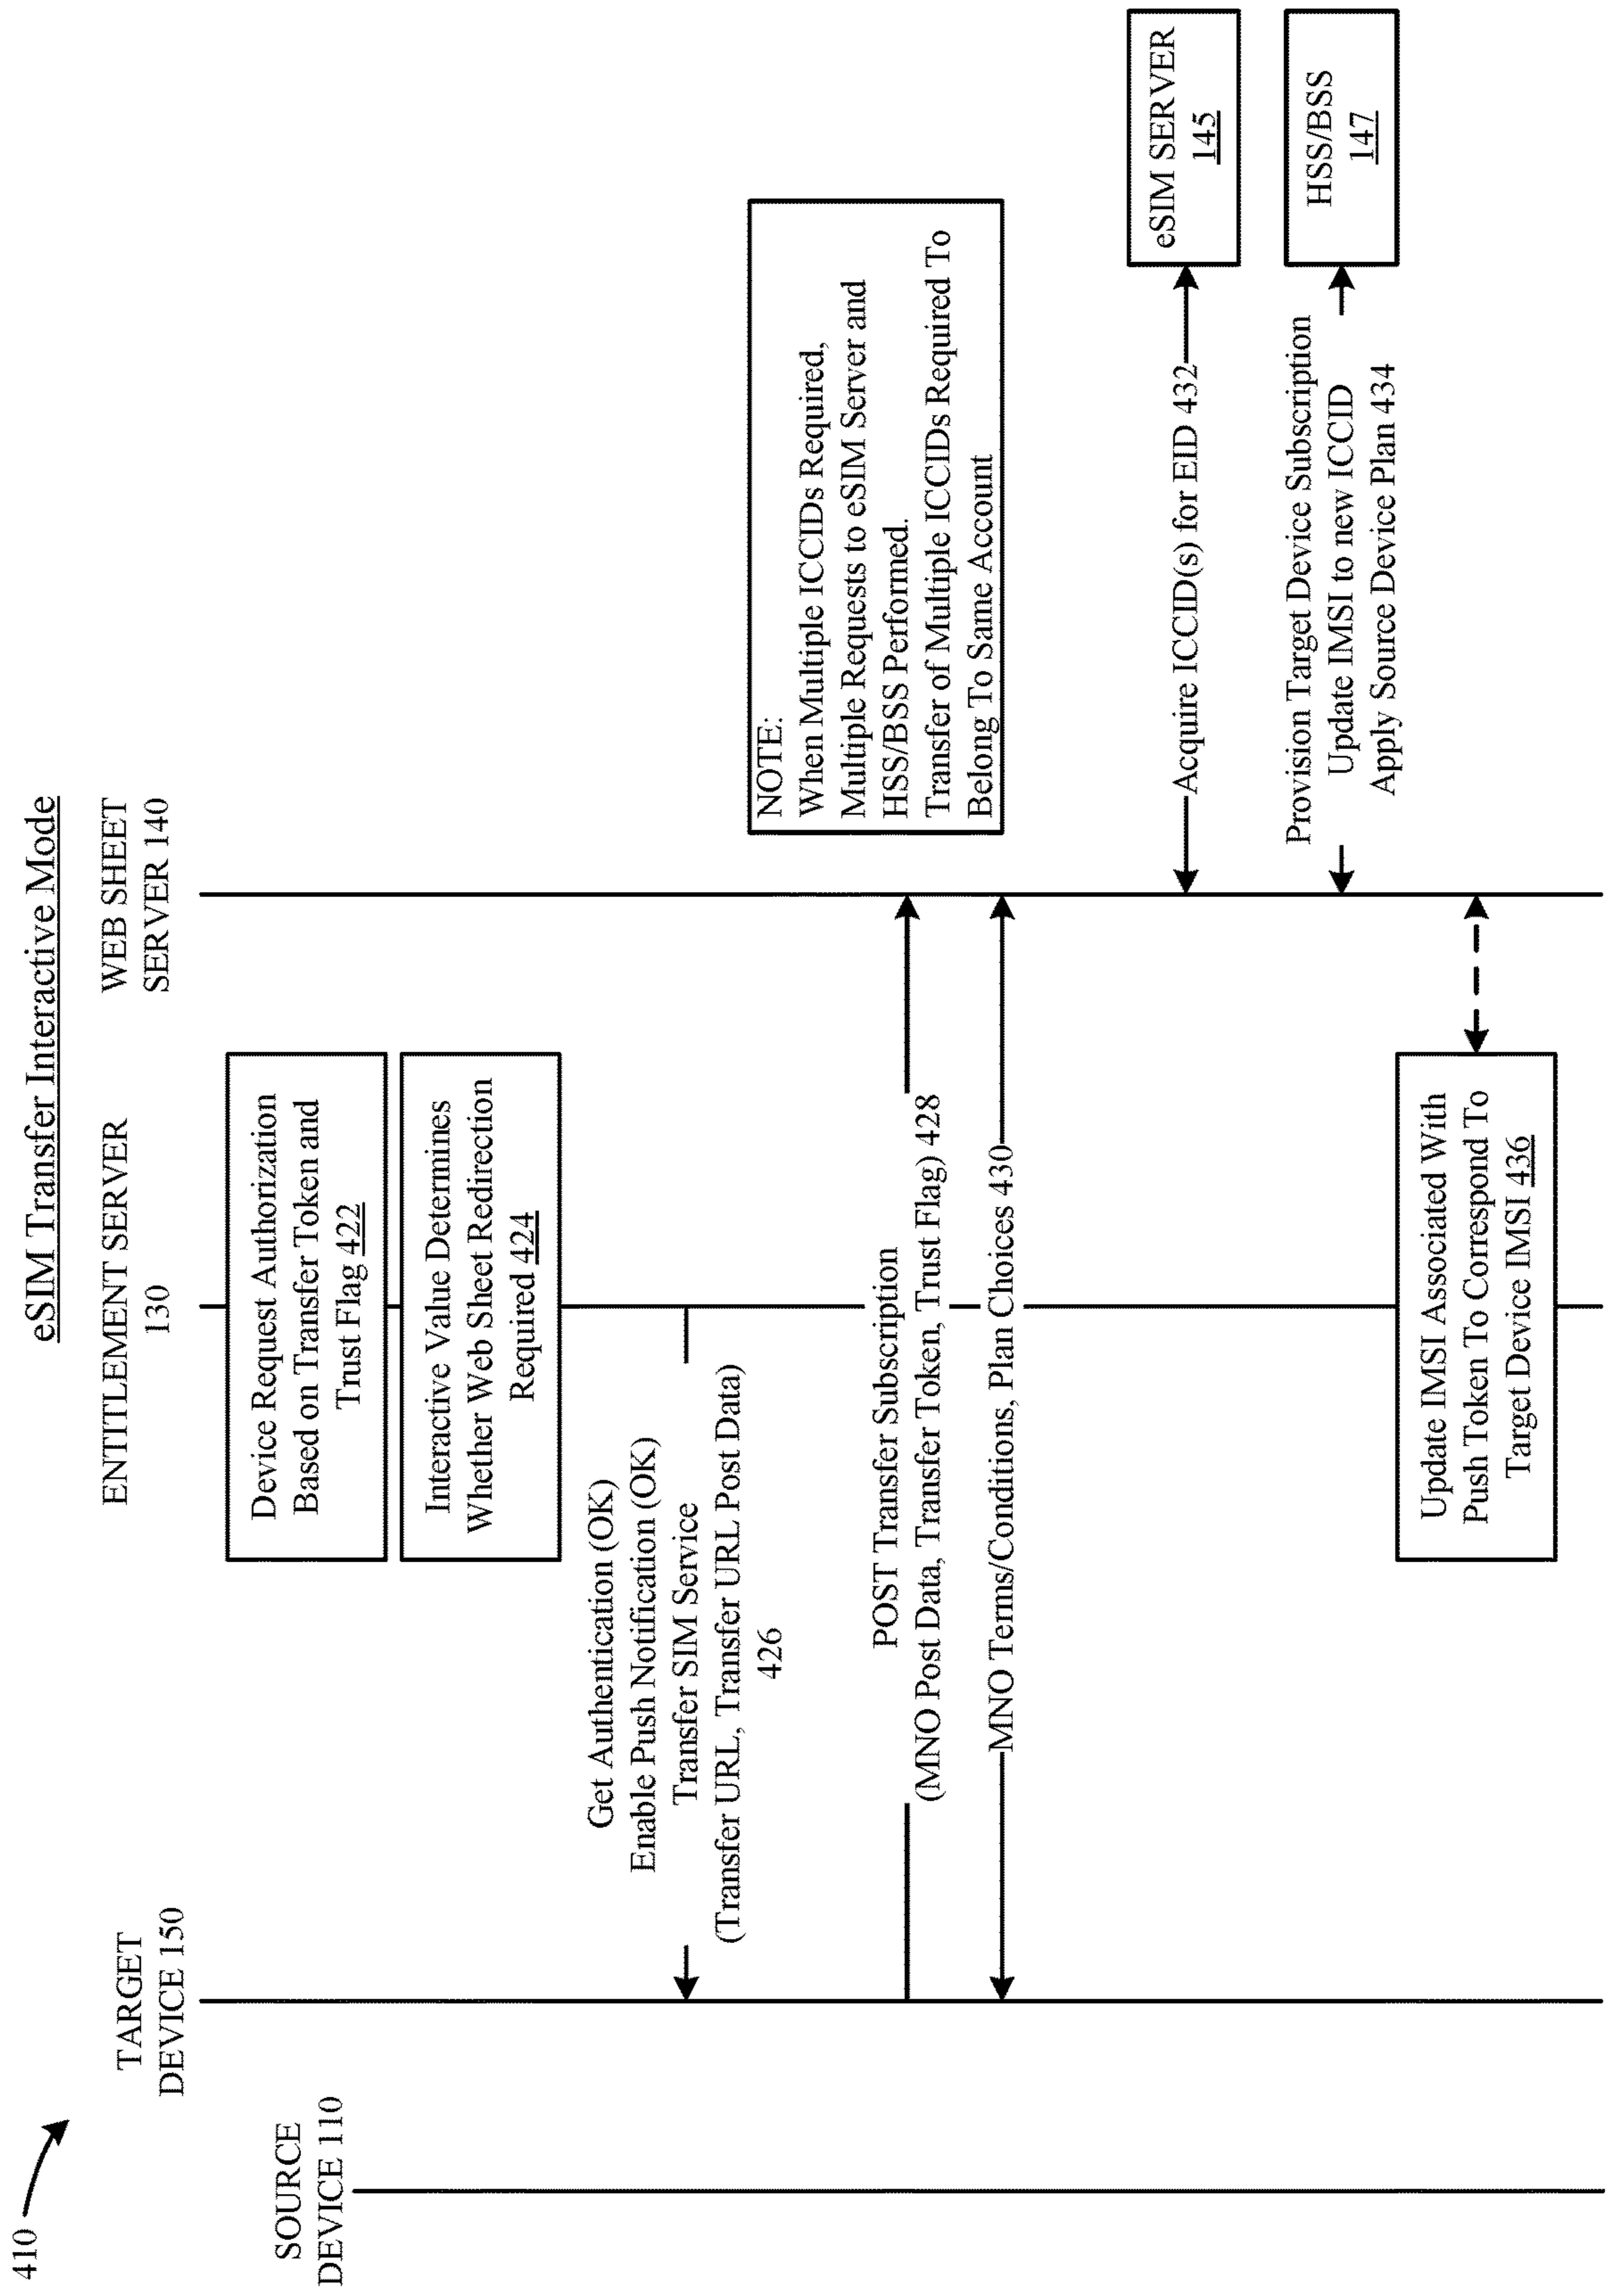 410
eSIM Transfer Interactive Mode
SOURCE
DEVICE 110
TARGET
DEVICE 150
ENTITLEMENT SERVER
130
WEB SHEET
SERVER 140
Device Request Authorization
Based on Transfer Token and
Trust Flag 422
Interactive Value Determines
Whether Web Sheet Redirection
Required 424
Get Authentication (OK)
Enable Push Notification (OK)
Transfer SIM Service
(Transfer URL, Transfer URL Post Data)
426
NOTE:
When Multiple ICCIDs Required,
Multiple Requests to eSIM Server and
HSS/BSS Performed.
Transfer of Multiple ICCIDs Required To
Belong To Same Account
POST Transfer Subscription
(MNO Post Data, Transfer Token, Trust Flag) 428
MNO Terms/Conditions, Plan Choices 430
Acquire ICCID(s) for EID 432
eSIM SERVER
145
Provision Target Device Subscription
Update IMSI to new ICCID
Apply Source Device Plan 434
HSS/BSS
147
Update IMSI Associated With
Push Token To Correspond To
Target Device IMSI 436